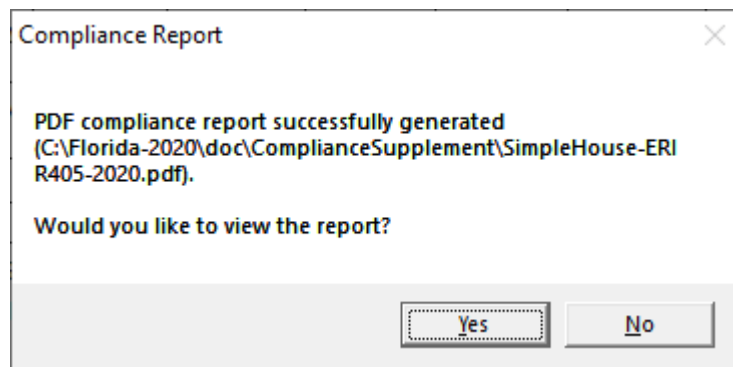 Compliance Report
PDF compliance report successfully generated
(C:\Florida-2020\doc\ComplianceSupplement\SimpleHouse-ERI
R405-2020.pdf).
Would you like to view the report?
Yes
No